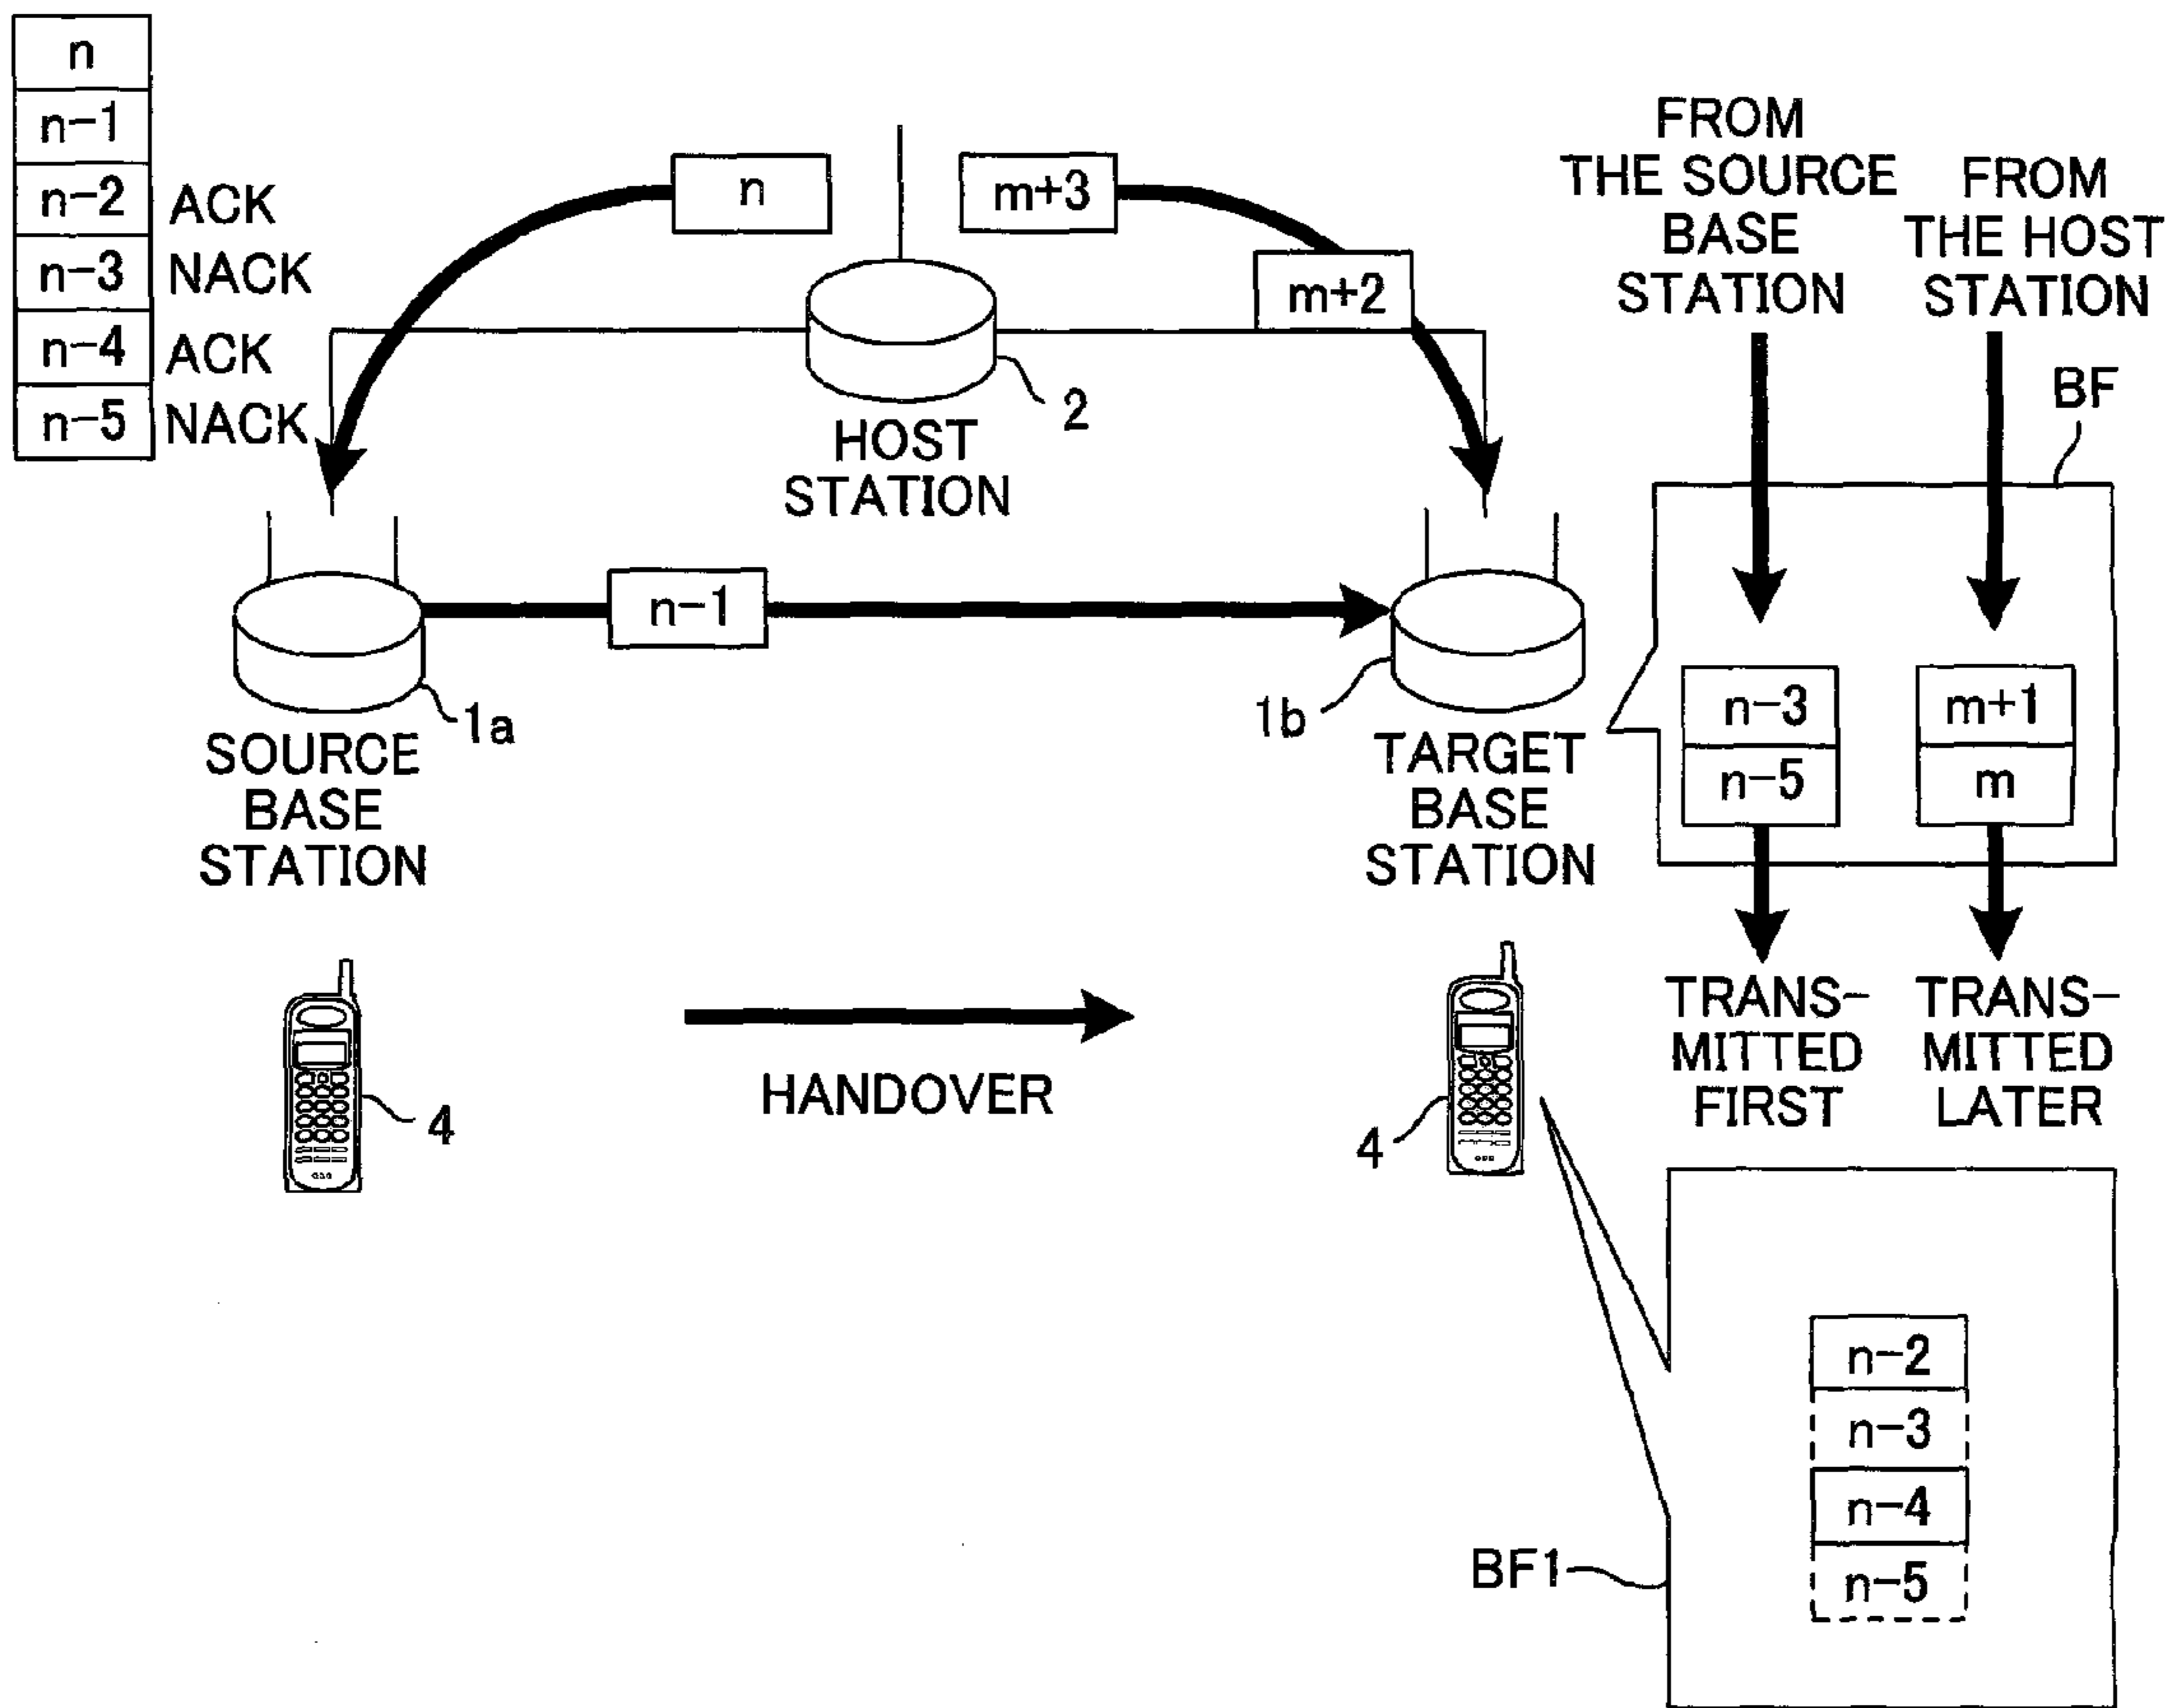 n
n-1
n-2 ACK
n-3 NACK
n-4 ACK
n-5 NACK
n
m+3
m+2
2
HOST
STATION
FROM
THE SOURCE
BASE
STATION
FROM
THE HOST
STATION
BF
n-1
1a
SOURCE
BASE
STATION
1b
TARGET
BASE
STATION
n-3
n-5
m+1
m
TRANS-
MITTED
FIRST
TRANS-
MITTED
LATER
4
HANDOVER
4
n-2
n-3
n-4
n-5
BF1